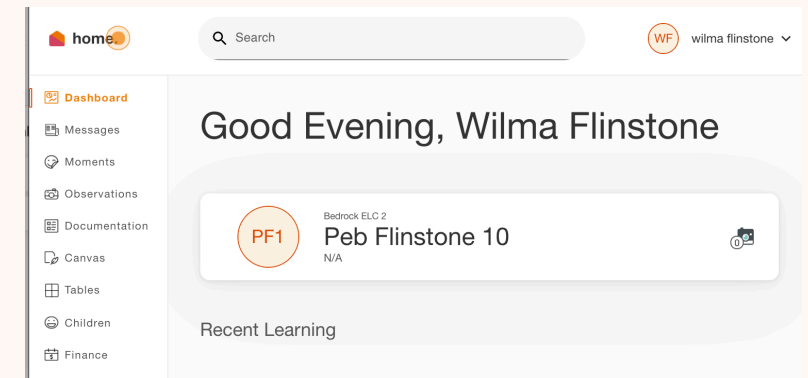 home.
Search
WF
wilma flinstone
Dashboard
Messages
Moments
Observations
Documentation
Canvas
Tables
Children
Finance
Good Evening, Wilma Flinstone
PF1
Bedrock ELC 2
Peb Flinstone 10
N/A
0
Recent Learning